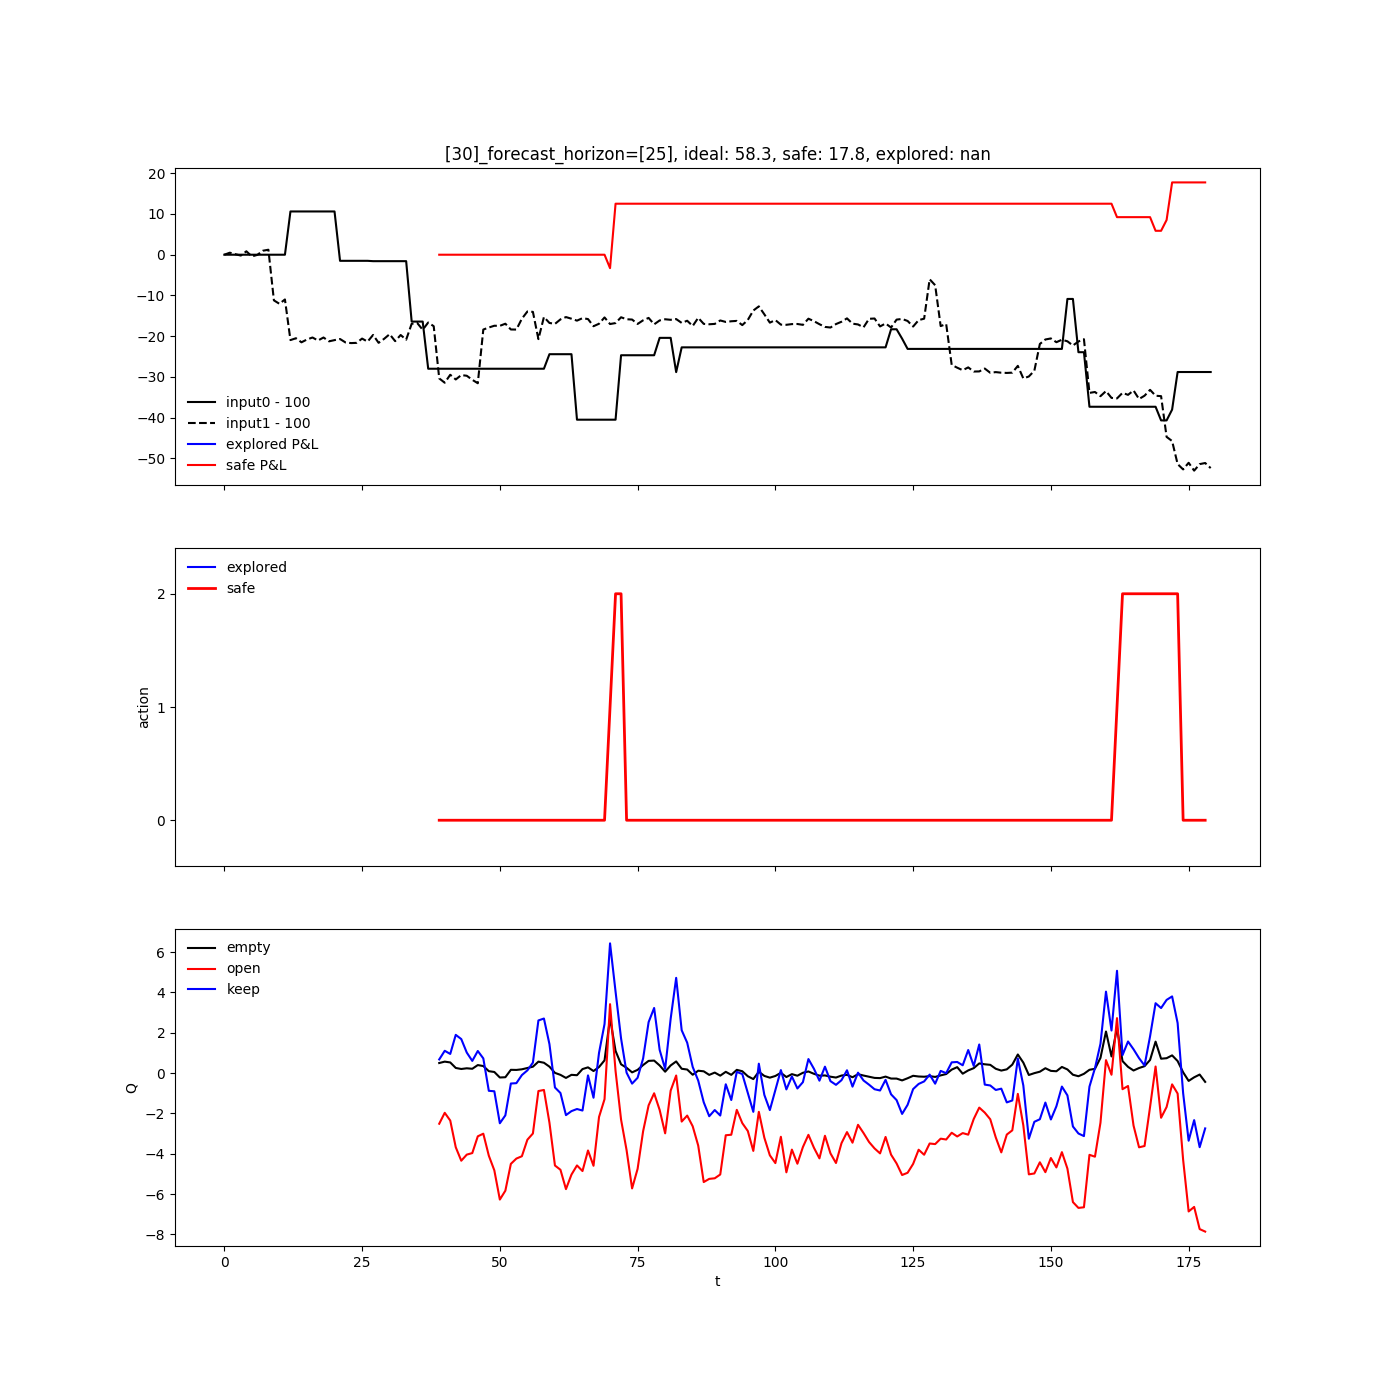 [30]_forecast_horizon=[25], ideal: 58.3, safe: 17.8, explored: nan
20
10
0
−10
−20
−30
−40
−50
input0 - 100
input1 - 100
explored P&L
safe P&L
explored
safe
2
1
0
action
empty
open
keep
6
4
2
0
−2
−4
−6
−8
Q
0 25 50 75 100 125 150 175
t